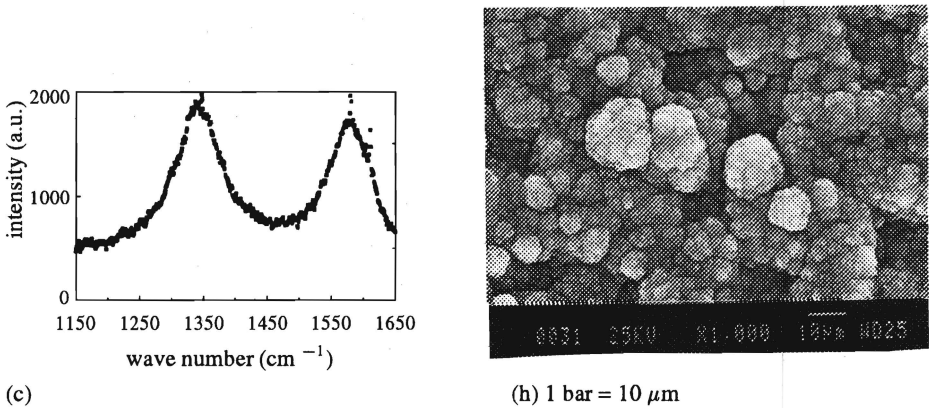 2000
1000
0
intensity (a.u.)
1150 1250 1350 1450 1550 1650
wave number (cm -1)
(c)
0031 25KV X1.000 10μm WD25
(h) 1 bar = 10 μm